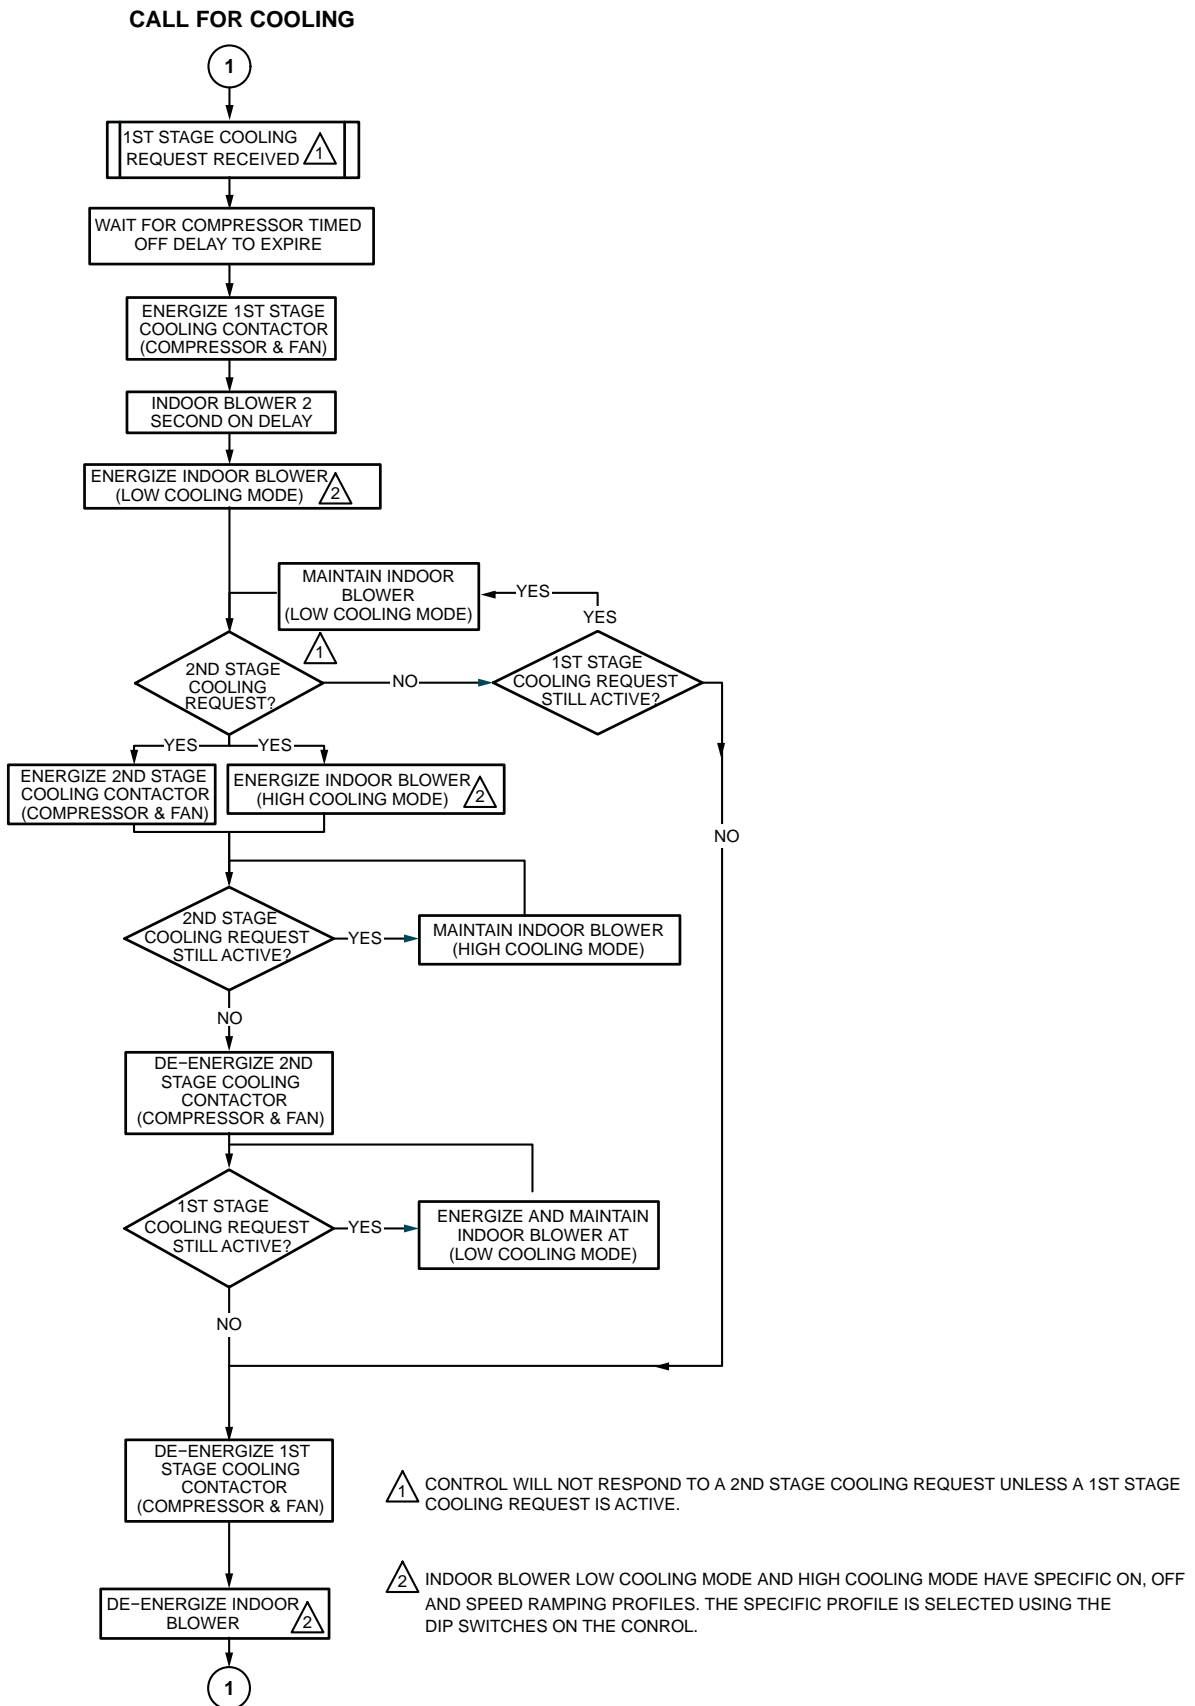 CALL FOR COOLING
1
1ST STAGE COOLING
REQUEST RECEIVED
1
WAIT FOR COMPRESSOR TIMED
OFF DELAY TO EXPIRE
ENERGIZE 1ST STAGE
COOLING CONTACTOR
(COMPRESSOR & FAN)
INDOOR BLOWER 2
SECOND ON DELAY
ENERGIZE INDOOR BLOWER
(LOW COOLING MODE)
2
MAINTAIN INDOOR
BLOWER
(LOW COOLING MODE)
YES
YES
1
2ND STAGE
COOLING
REQUEST?
NO
1ST STAGE
COOLING REQUEST
STILL ACTIVE?
YES
YES
ENERGIZE 2ND STAGE
COOLING CONTACTOR
(COMPRESSOR & FAN)
ENERGIZE INDOOR BLOWER
(HIGH COOLING MODE)
2
NO
2ND STAGE
COOLING REQUEST
STILL ACTIVE?
YES
MAINTAIN INDOOR BLOWER
(HIGH COOLING MODE)
NO
DE−ENERGIZE 2ND
STAGE COOLING
CONTACTOR
(COMPRESSOR & FAN)
1ST STAGE
COOLING REQUEST
STILL ACTIVE?
YES
ENERGIZE AND MAINTAIN
INDOOR BLOWER AT
(LOW COOLING MODE)
NO
DE−ENERGIZE 1ST
STAGE COOLING
CONTACTOR
(COMPRESSOR & FAN)
1 CONTROL WILL NOT RESPOND TO A 2ND STAGE COOLING REQUEST UNLESS A 1ST STAGE
COOLING REQUEST IS ACTIVE.
2 INDOOR BLOWER LOW COOLING MODE AND HIGH COOLING MODE HAVE SPECIFIC ON, OFF
AND SPEED RAMPING PROFILES. THE SPECIFIC PROFILE IS SELECTED USING THE
DIP SWITCHES ON THE CONROL.
DE−ENERGIZE INDOOR
BLOWER
2
1